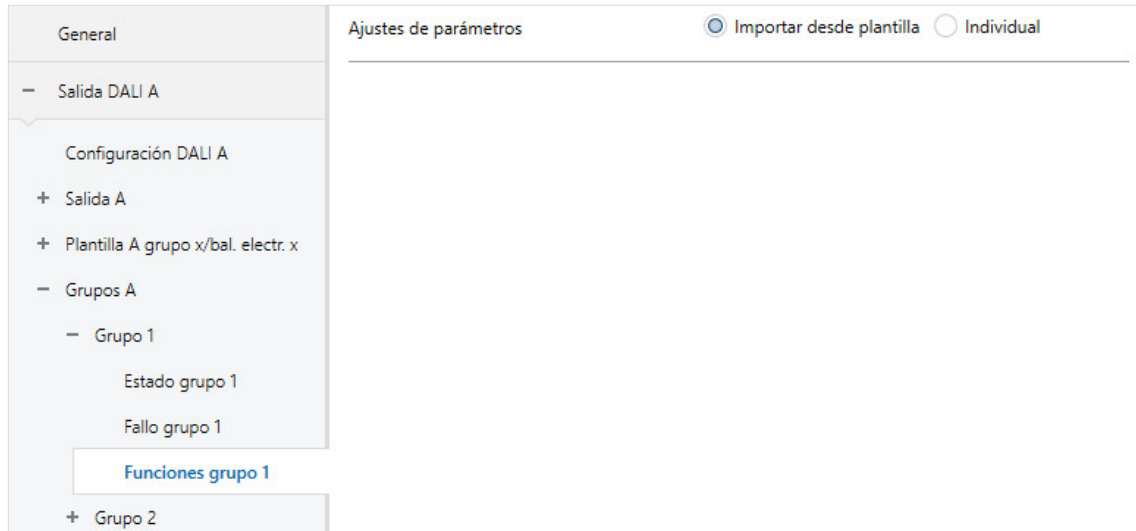 General
Salida DALI A
Configuración DALI A
Salida A
Plantilla A grupo x/bal. electr. x
Grupos A
Grupo 1
Estado grupo 1
Fallo grupo 1
Funciones grupo 1
Grupo 2
Ajustes de parámetros Importar desde plantilla Individual